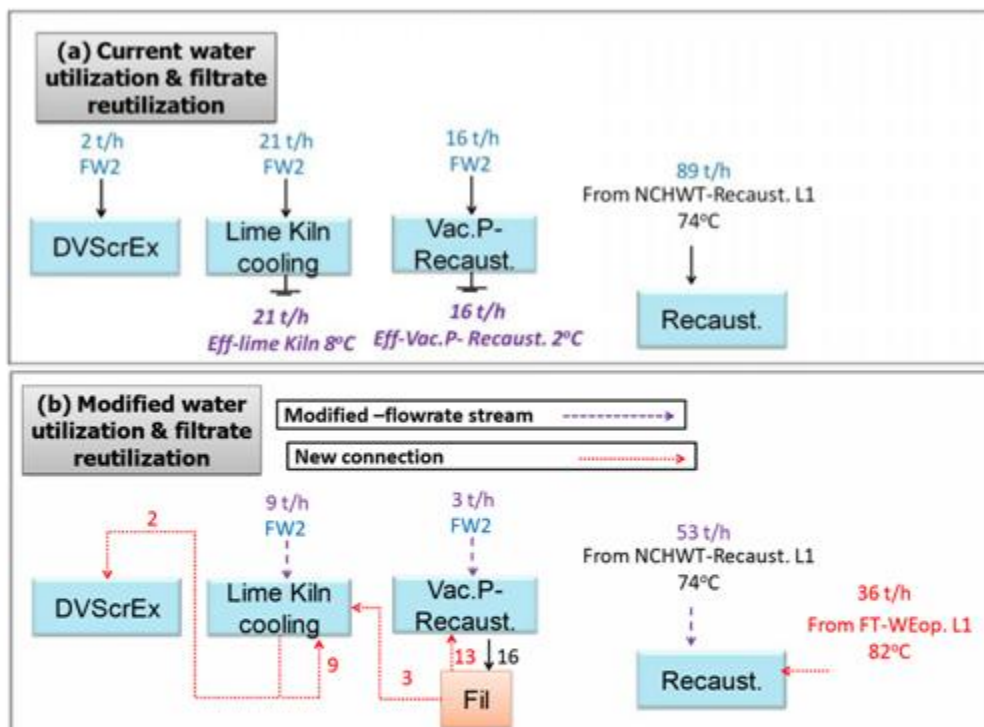 (a) Current water
utilization & filtrate
reutilization
2 t/h
FW2
21 t/h
FW2
16 t/h
FW2
89 t/h
From NCHWT-Recaust. L1
74°C
DVScrEx
Lime Kiln
cooling
Vac.P-
Recaust.
Recaust.
21 t/h
Eff-lime Kiln 8°C
16 t/h
Eff-Vac.P- Recaust. 2°C
(b) Modified water
utilization & filtrate
reutilization
Modified –flowrate stream
New connection
2
9 t/h
FW2
3 t/h
FW2
53 t/h
From NCHWT-Recaust. L1
74°C
36 t/h
From FT-WEop. L1
82°C
DVScrEx
Lime Kiln
cooling
Vac.P-
Recaust.
Recaust.
9
3
13
16
Fil